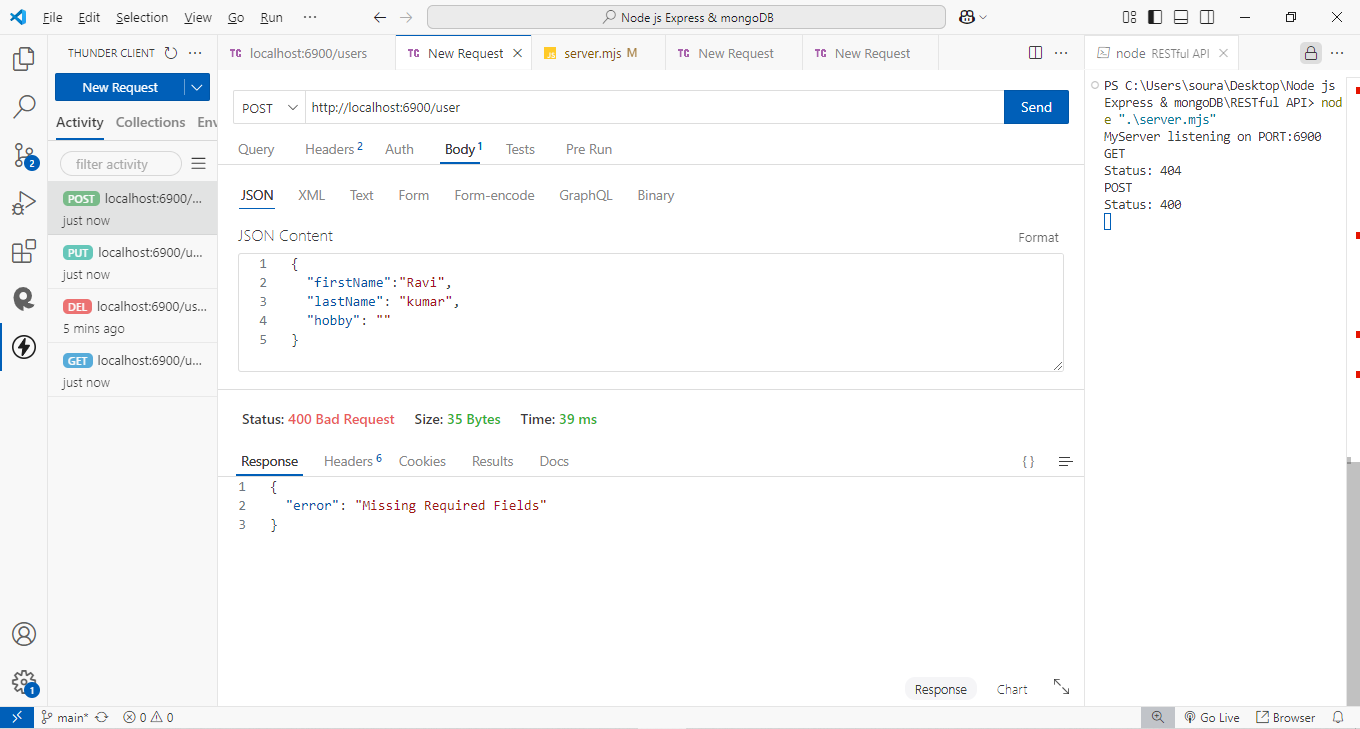 File Edit Selection View Go Run ··· Node js Express & mongoDB
THUNDER CLIENT ···
New Request
Activity Collections Env
filter activity
POST localhost:6900/...
just now
PUT localhost:6900/u...
just now
DEL localhost:6900/us...
5 mins ago
GET localhost:6900/u...
just now
2
1
TC localhost:6900/users
TC New Request
JS server.mjs M
TC New Request
TC New Request
···
POST http://localhost:6900/user Send
Query Headers 2 Auth Body 1 Tests Pre Run
JSON XML Text Form Form-encode GraphQL Binary
JSON Content
Format
1 {
2 "firstName":"Ravi",
3 "lastName": "kumar",
4 "hobby": ""
5 }
Status: 400 Bad Request Size: 35 Bytes Time: 39 ms
Response Headers 6 Cookies Results Docs { }
1 {
2 "error": "Missing Required Fields"
3 }
Response Chart
node RESTful API ···
PS C:\Users\soura\Desktop\Node js
Express & mongoDB\RESTful API> nod
e ".\server.mjs"
MyServer listening on PORT:6900
GET
Status: 404
POST
Status: 400
main* 0 0 Go Live Browser